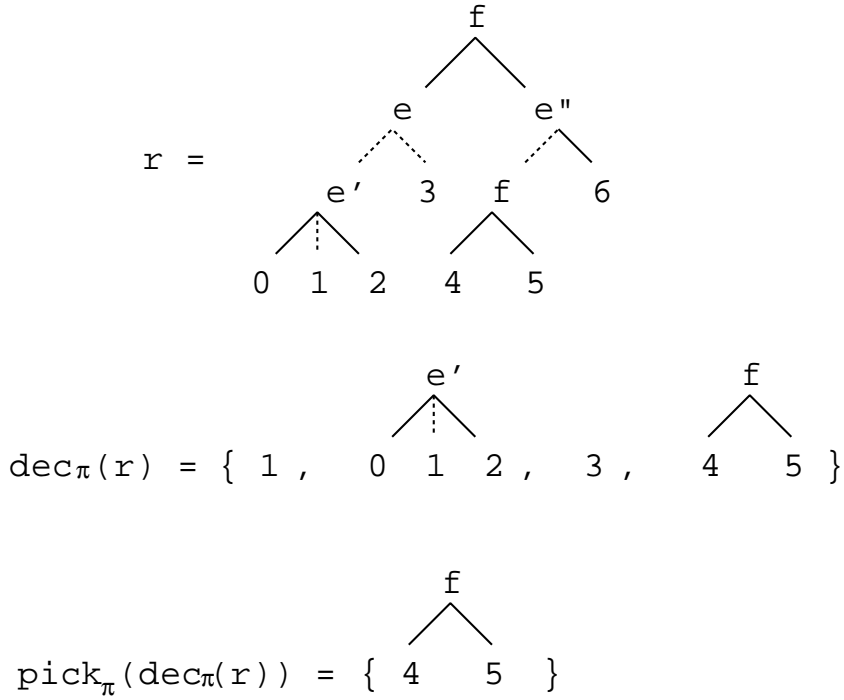 f
e e"
r =
e' 3 f 6
0 1 2 4 5
e' f
decπ(r) = { 1 , 0 1 2 , 3 , 4 5 }
f
pickπ(decπ(r)) = { 4 5 }